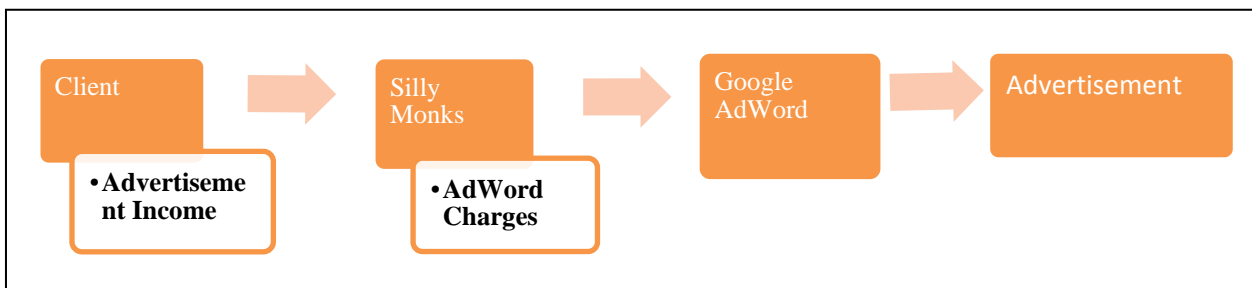 Client
•Advertiseme
nt Income
Silly
Monks
•AdWord
Charges
Google
AdWord
Advertisement